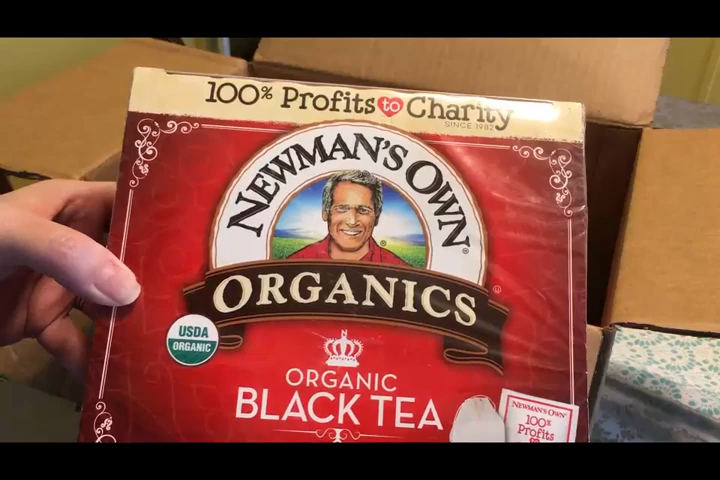 100% Profits to Charity
SINCE 1982
NEWMAN'S OWN®
ORGANICS
USDA
ORGANIC
N
ORGANIC
BLACK TEA
NEWMAN'S OWN
100%
Profits